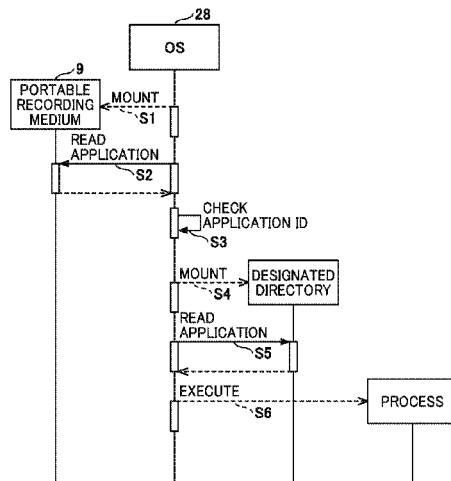 28
OS
9
PORTABLE
RECORDING
MEDIUM
MOUNT
S1
READ
APPLICATION
S2
CHECK
APPLICATION ID
S3
MOUNT
S4
DESIGNATED
DIRECTORY
READ
APPLICATION
S5
EXECUTE
S6
PROCESS